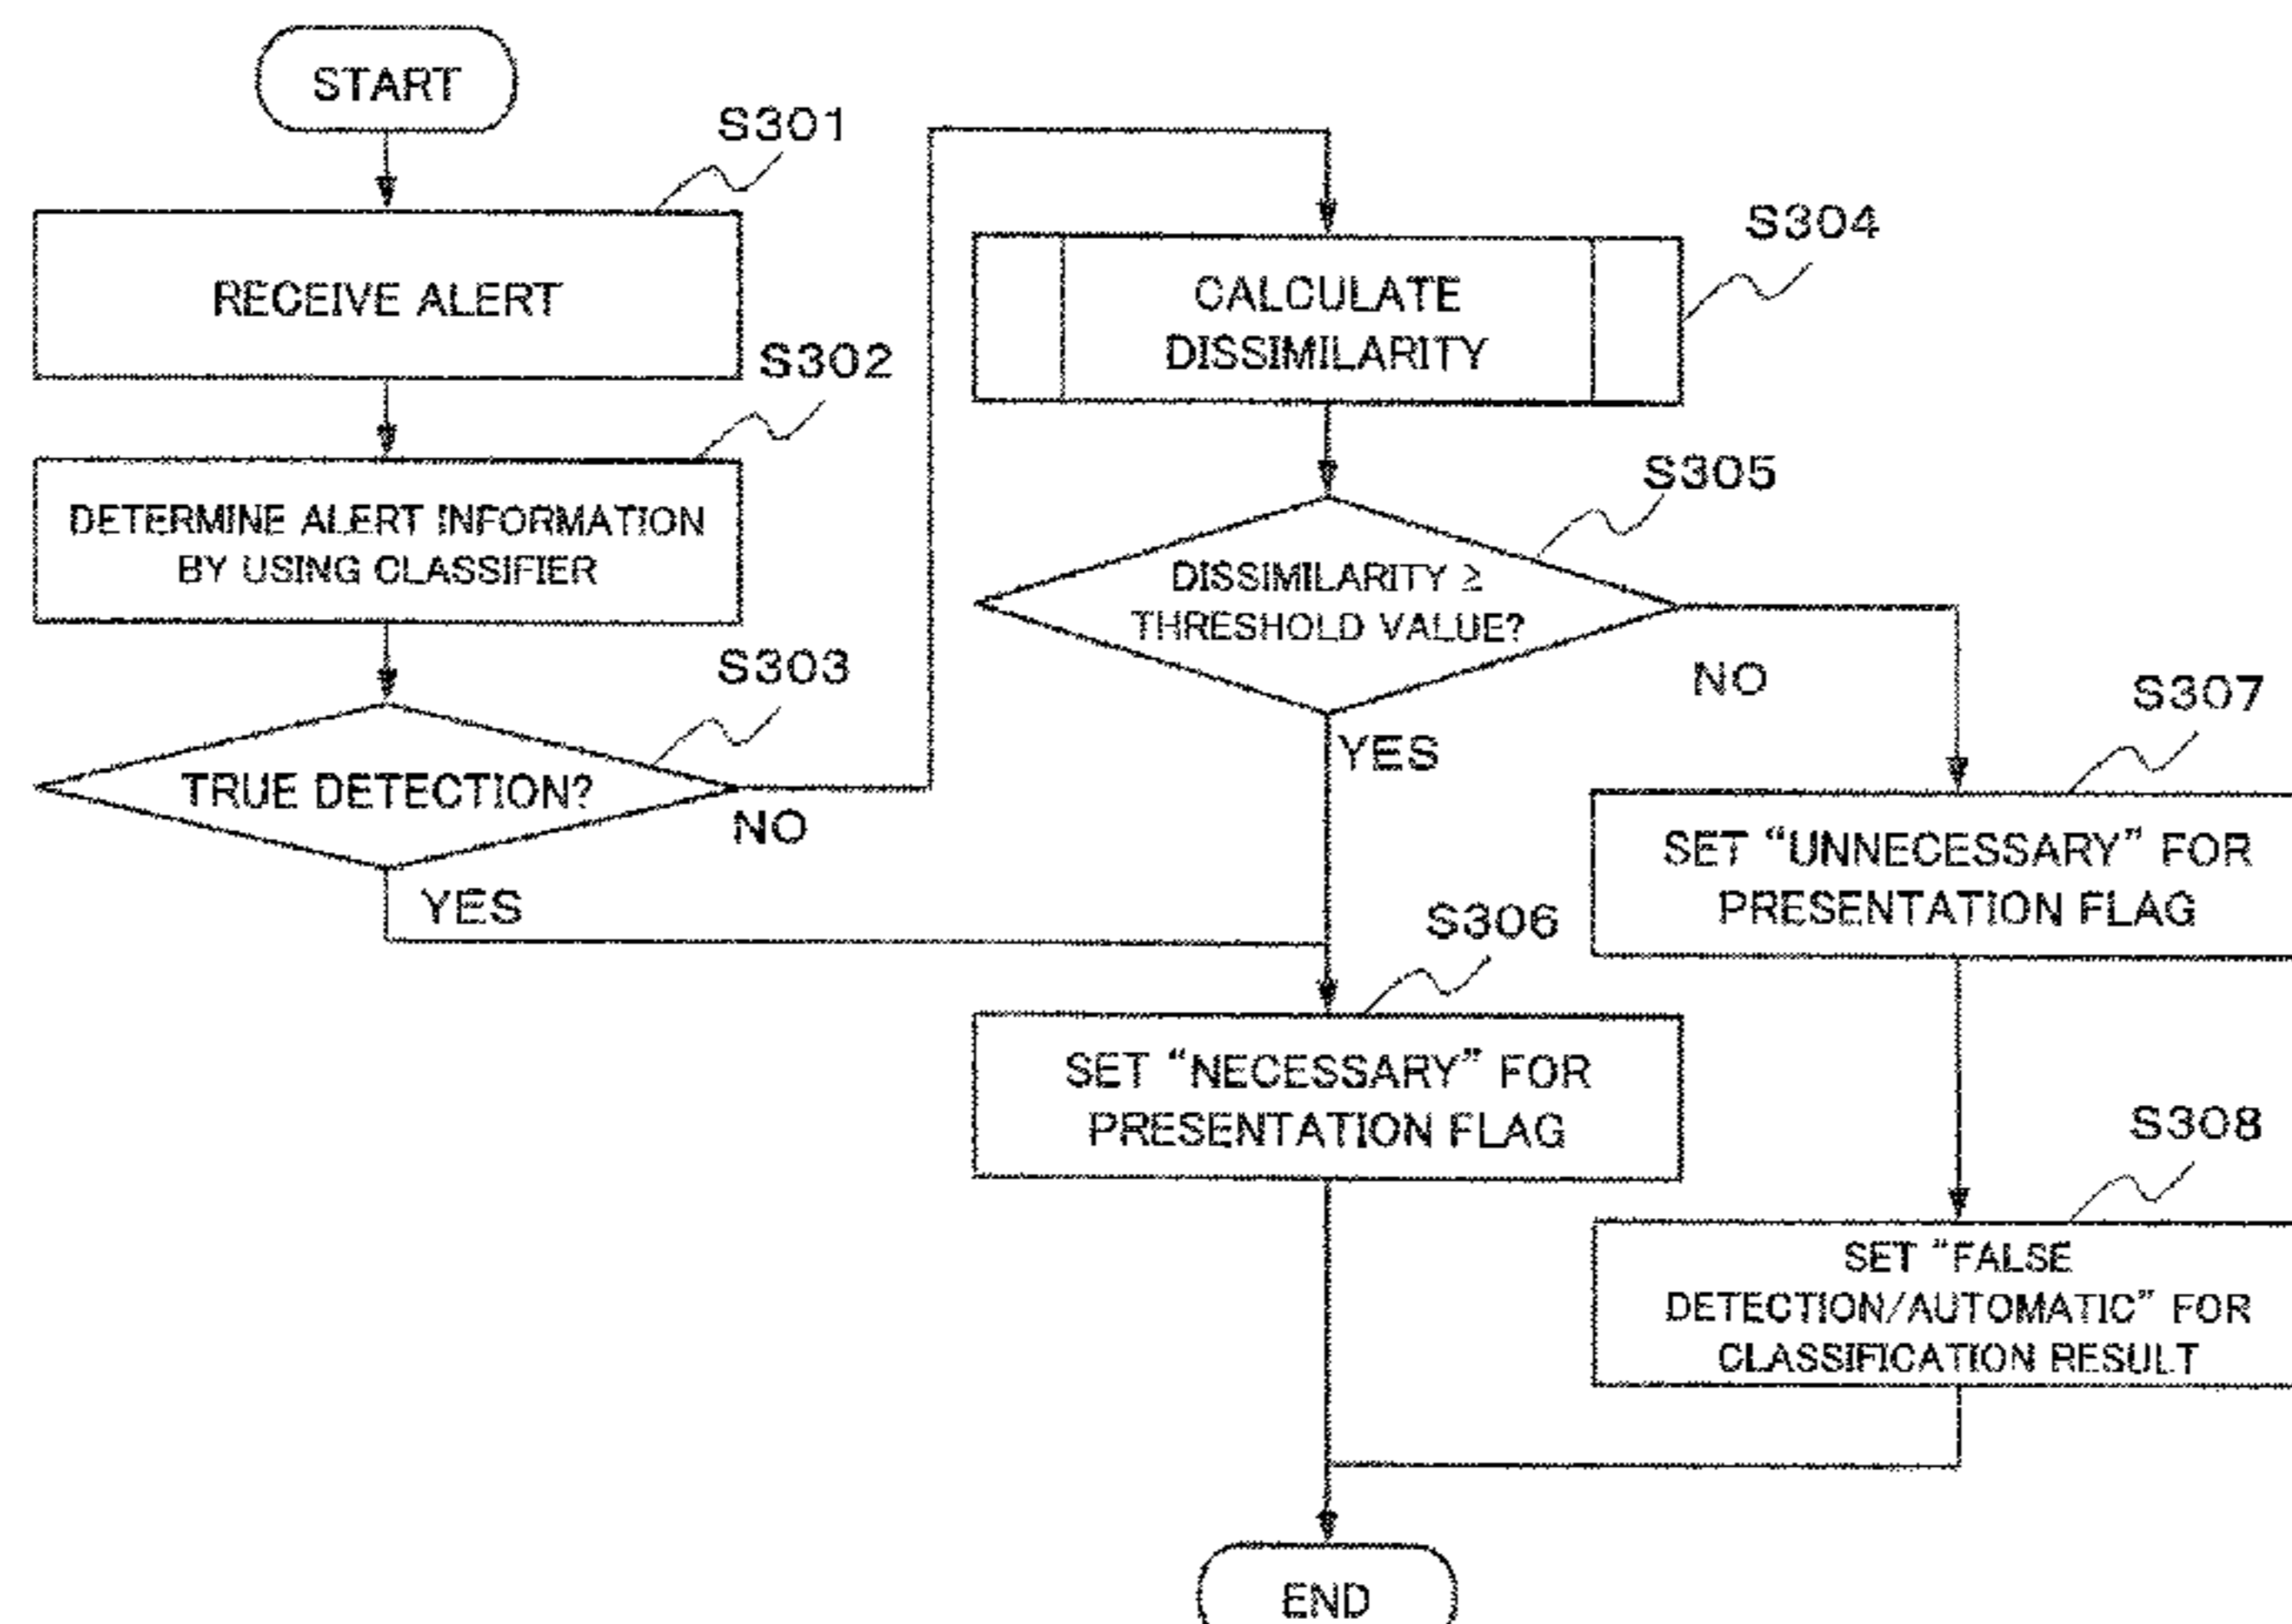 START
S301
RECEIVE ALERT
S302
DETERMINE ALERT INFORMATION
BY USING CLASSIFIER
S303
TRUE DETECTION?
NO
YES
S304
CALCULATE
DISSIMILARITY
S305
DISSIMILARITY ≥
THRESHOLD VALUE?
NO
YES
S306
SET “NECESSARY” FOR
PRESENTATION FLAG
S307
SET “UNNECESSARY” FOR
PRESENTATION FLAG
S308
SET “FALSE
DETECTION/AUTOMATIC” FOR
CLASSIFICATION RESULT
END